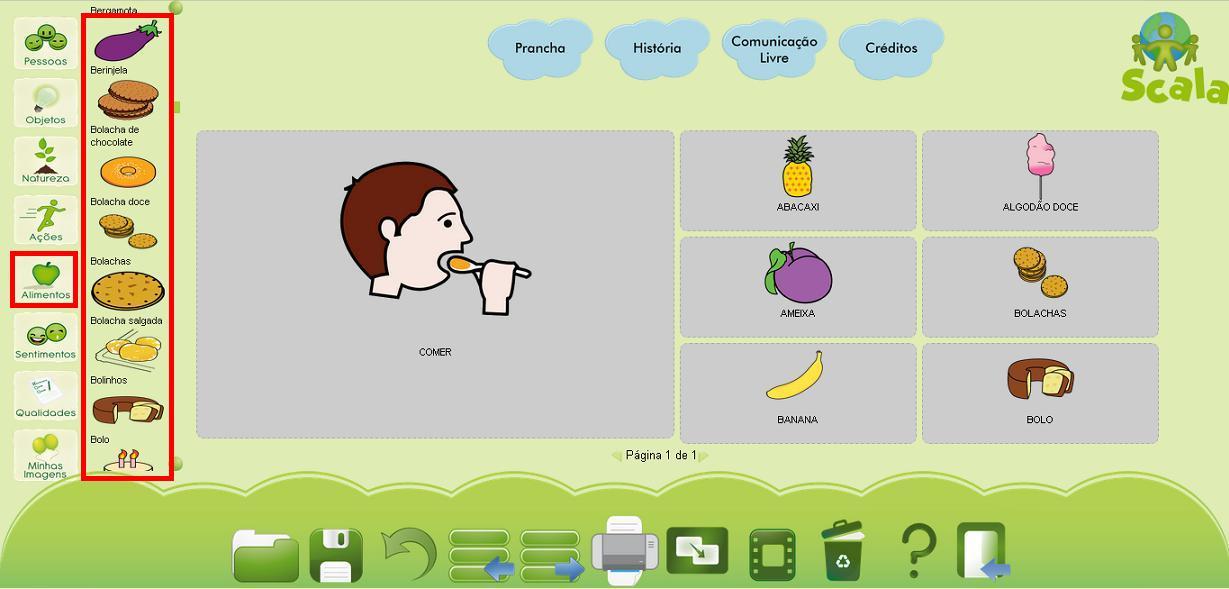 Prancha
História
Comunicação
Livre
Créditos
Scala
Pessoas
Objetos
Natureza
Ações
Alimentos
Sentimentos
Qualidades
Minhas
Imagens
Bergamota
Berinjela
Bolacha de
chocolate
Bolacha doce
Bolachas
Bolacha salgada
Bolinhos
Bolo
COMER
ABACAXI
ALGODÃO DOCE
AMEIXA
BOLACHAS
BANANA
BOLO
Página 1 de 1
?